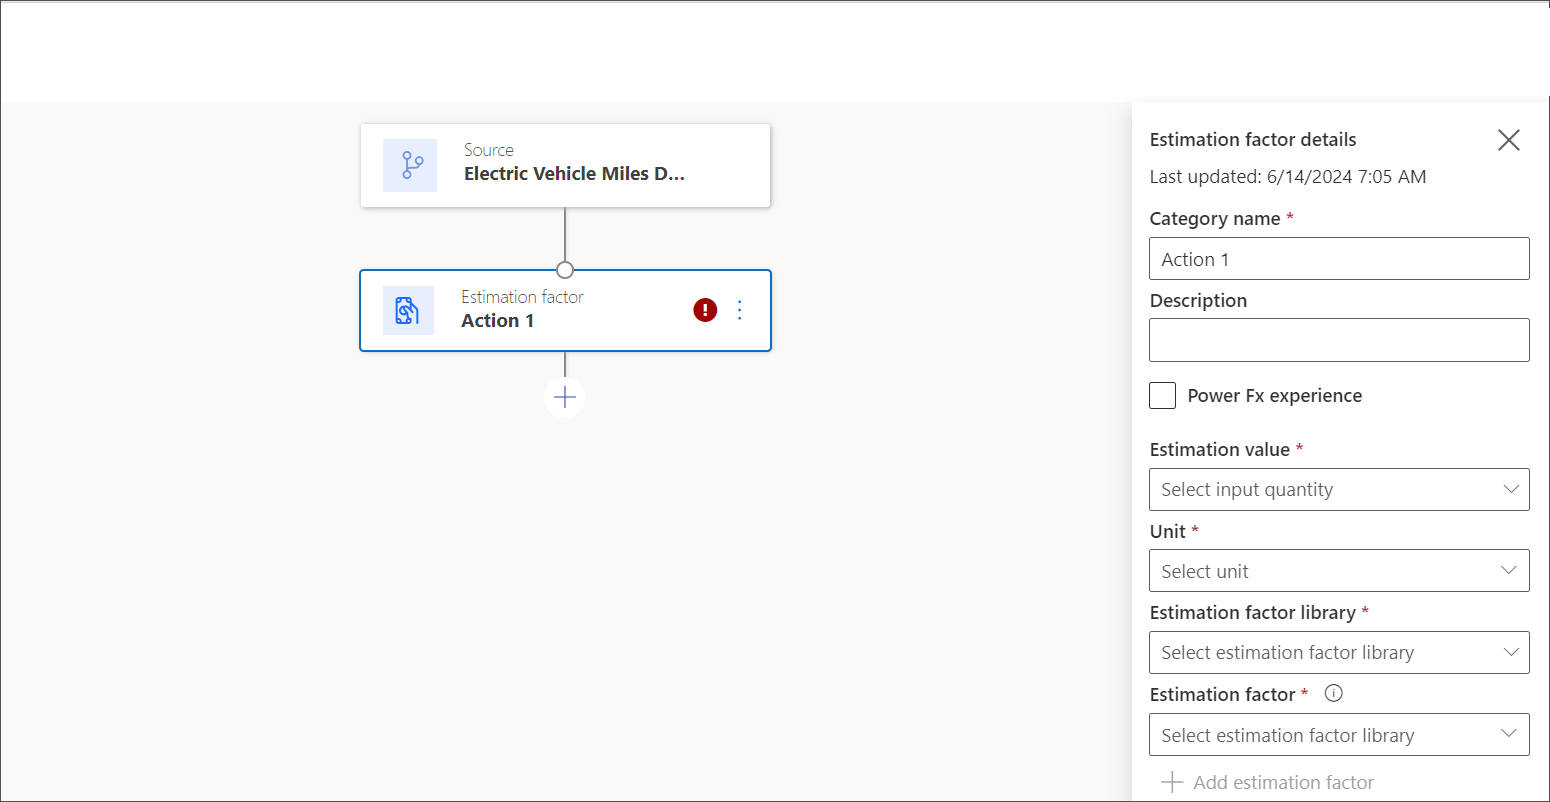 Source
Electric Vehicle Miles D...
Estimation factor
Action 1
Estimation factor details
Last updated: 6/14/2024 7:05 AM
Category name *
Action 1
Description
Power Fx experience
Estimation value *
Select input quantity
Unit *
Select unit
Estimation factor library *
Select estimation factor library
Estimation factor *
Select estimation factor library
Add estimation factor